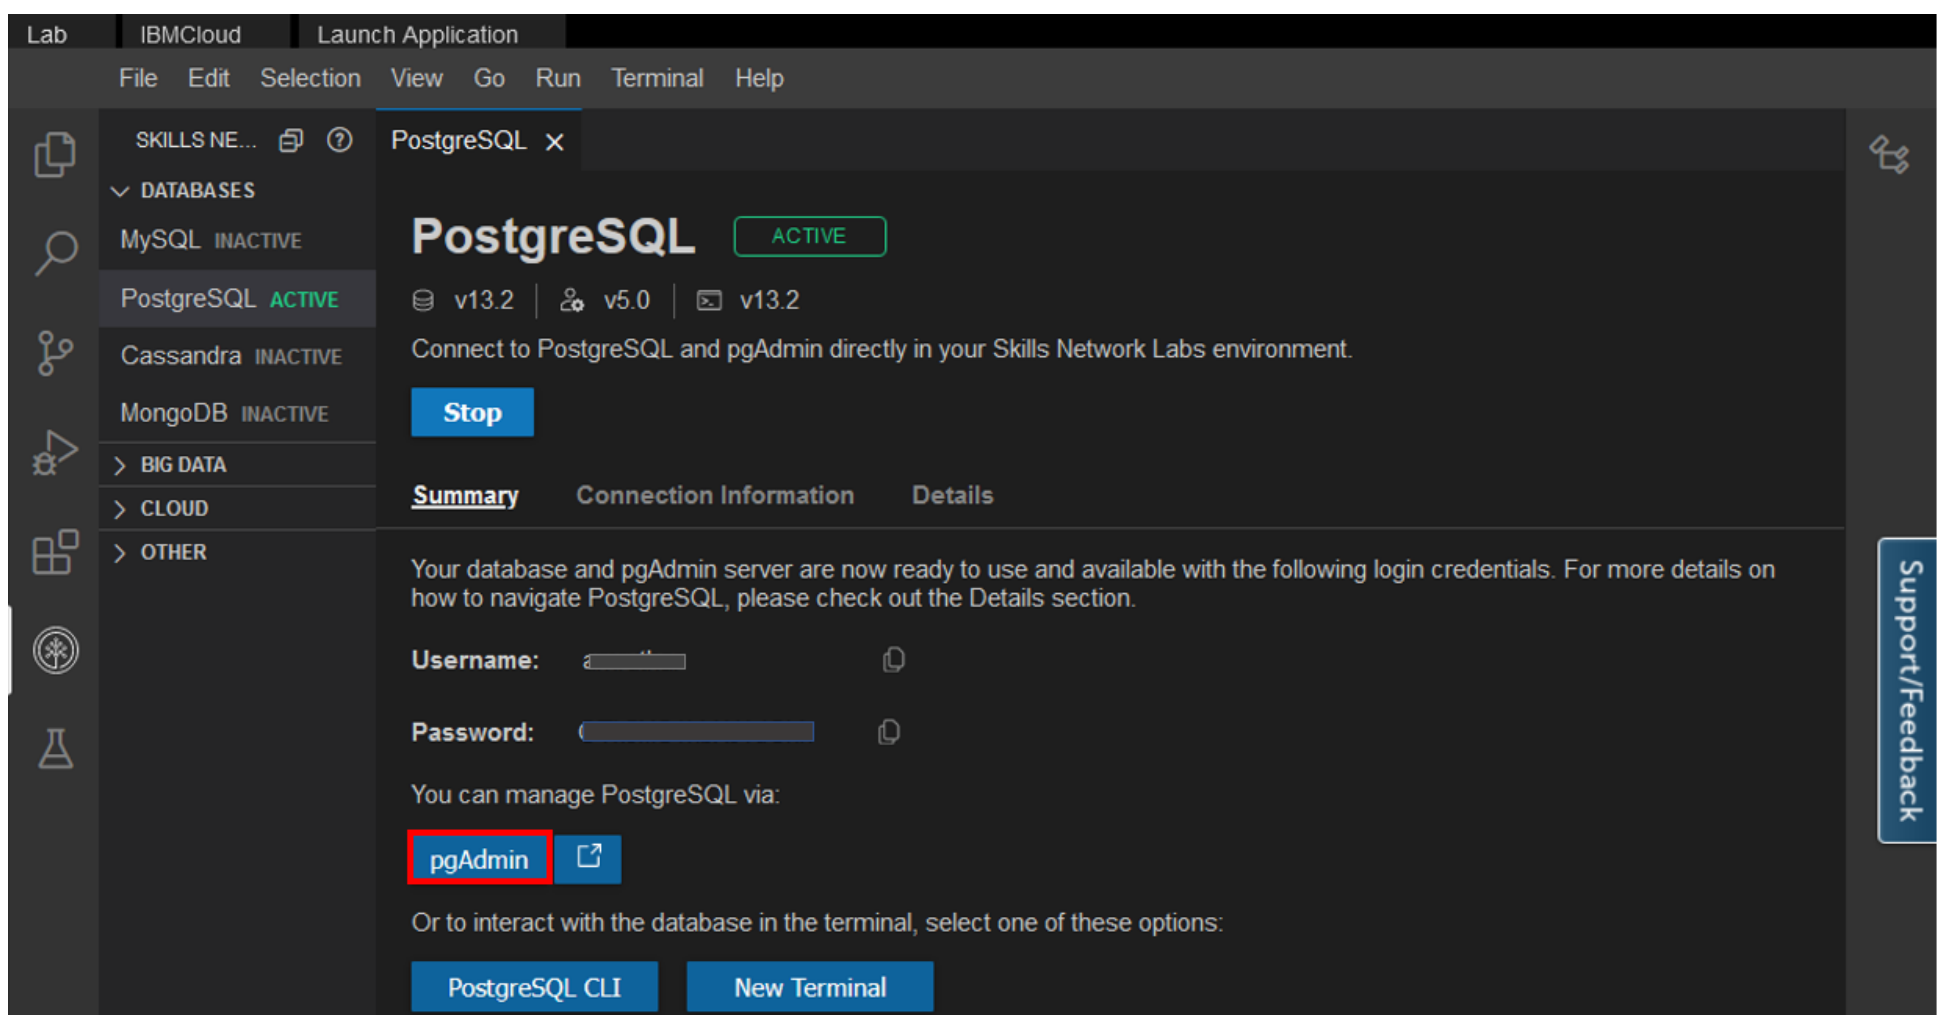 Lab IBMCloud Launch Application
File Edit Selection View Go Run Terminal Help
SKILLS NE...
DATABASES
MySQL INACTIVE
PostgreSQL ACTIVE
Cassandra INACTIVE
MongoDB INACTIVE
BIG DATA
CLOUD
OTHER
PostgreSQL
PostgreSQL ACTIVE
v13.2 v5.0 v13.2
Connect to PostgreSQL and pgAdmin directly in your Skills Network Labs environment.
Stop
Summary Connection Information Details
Your database and pgAdmin server are now ready to use and available with the following login credentials. For more details on
how to navigate PostgreSQL, please check out the Details section.
Username:
Password:
You can manage PostgreSQL via:
pgAdmin
Or to interact with the database in the terminal, select one of these options:
PostgreSQL CLI New Terminal
Support/Feedback